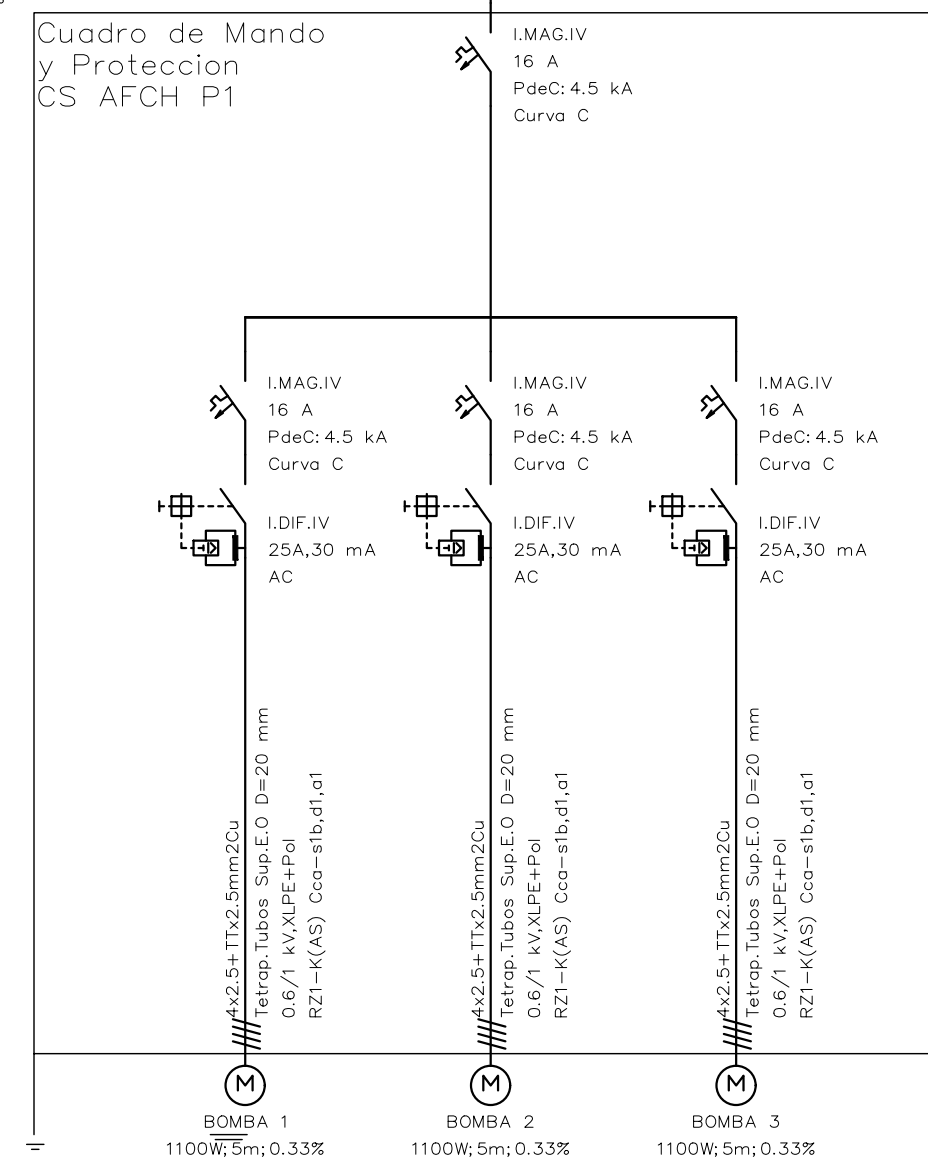 Cuadro de Mando
y Proteccion
CS AFCH P1
I.MAG.IV
16 A
PdeC: 4.5 kA
Curva C
I.MAG.IV
16 A
PdeC: 4.5 kA
Curva C
I.DIF.IV
25A,30 mA
AC
4x2.5+TTx2.5mm2Cu
Tetrap.Tubos Sup.E.O D=20 mm
0.6/1 kV,XLPE+Pol
RZ1-K(AS) Cca-s1b,d1,a1
M
BOMBA 1
1100W; 5m; 0.33%
I.MAG.IV
16 A
PdeC: 4.5 kA
Curva C
I.DIF.IV
25A,30 mA
AC
4x2.5+TTx2.5mm2Cu
Tetrap.Tubos Sup.E.O D=20 mm
0.6/1 kV,XLPE+Pol
RZ1-K(AS) Cca-s1b,d1,a1
M
BOMBA 2
1100W; 5m; 0.33%
I.MAG.IV
16 A
PdeC: 4.5 kA
Curva C
I.DIF.IV
25A,30 mA
AC
4x2.5+TTx2.5mm2Cu
Tetrap.Tubos Sup.E.O D=20 mm
0.6/1 kV,XLPE+Pol
RZ1-K(AS) Cca-s1b,d1,a1
M
BOMBA 3
1100W; 5m; 0.33%